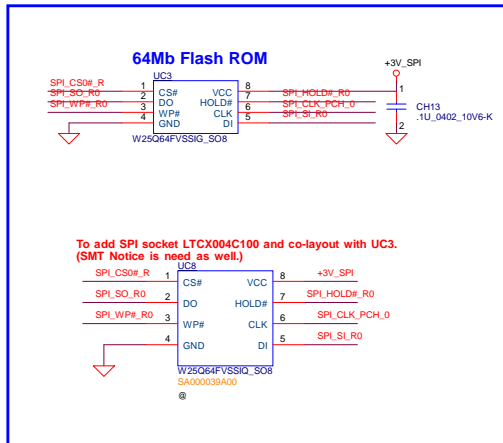 64Mb Flash ROM
+3V_SPI
UC3
SPI_CS0#_R 1 CS# VCC 8 1
SPI_SO_R0 2 DO HOLD# 7 SPI_HOLD#_R0
SPI_WP#_R0 3 WP# CLK 6 SPI_CLK_PCH_0 CH13
4 GND DI 5 SPI_SI_R0 .1U_0402_10V6-K
2
W25Q64FVSSIG_SO8
To add SPI socket LTCX004C100 and co-layout with UC3.
(SMT Notice is need as well.)
UC8
SPI_CS0#_R 1 CS# VCC 8 +3V_SPI
SPI_SO_R0 2 DO HOLD# 7 SPI_HOLD#_R0
SPI_WP#_R0 3 WP# CLK 6 SPI_CLK_PCH_0
4 GND DI 5 SPI_SI_R0
W25Q64FVSSIQ_SO8
SA000039A00
@